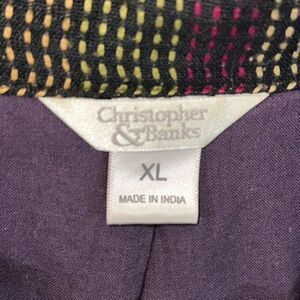 Christopher
& Banks
XL
MADE IN INDIA